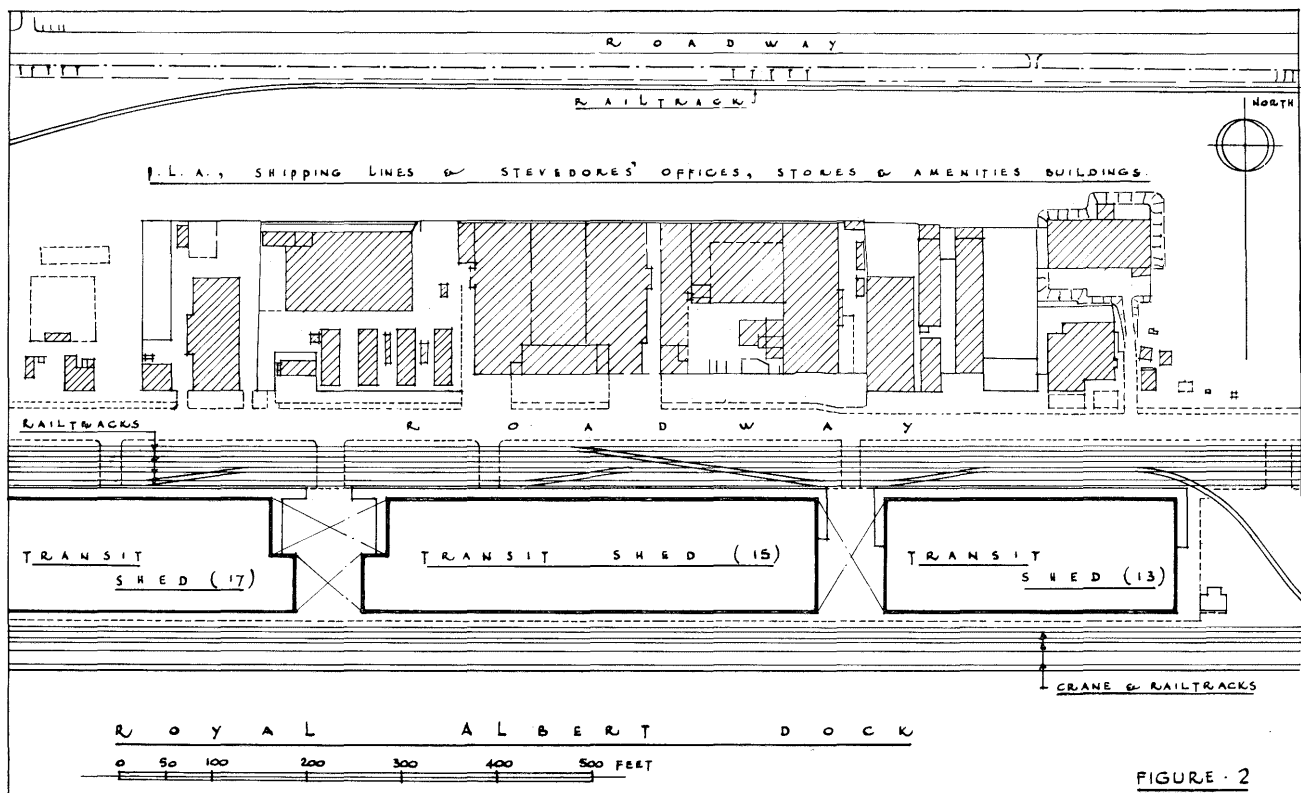 ROADWAY
RAILTRACK
NORTH
P.L.A., SHIPPING LINES & STEVEDORES' OFFICES, STORES & AMENITIES BUILDINGS.
RAILTRACKS
ROADWAY
TRANSIT
SHED (17)
TRANSIT SHED (15)
TRANSIT
SHED (13)
CRANE & RAILTRACKS
ROYAL ALBERT DOCK
0 50 100 200 300 400 500 FEET
FIGURE · 2